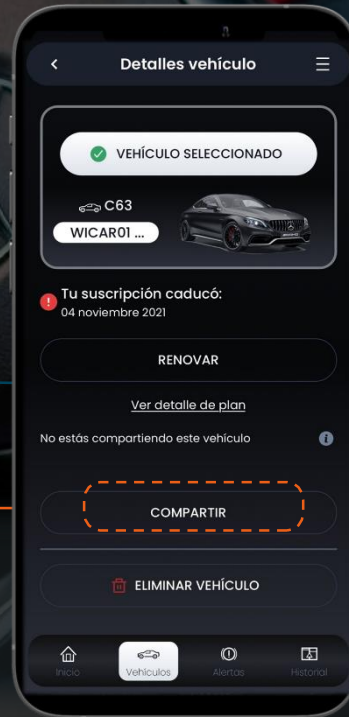 Detalles vehículo
VEHÍCULO SELECCIONADO
C63
WICAR01 ...
Tu suscripción caducó:
04 noviembre 2021
RENOVAR
Ver detalle de plan
No estás compartiendo este vehículo
COMPARTIR
ELIMINAR VEHÍCULO
Inicio Vehículos Alertas Historial